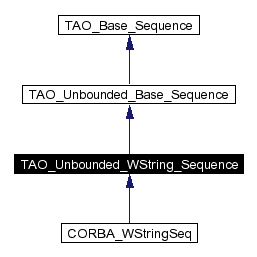 TAO_Base_Sequence
TAO_Unbounded_Base_Sequence
TAO_Unbounded_WString_Sequence
CORBA_WStringSeq